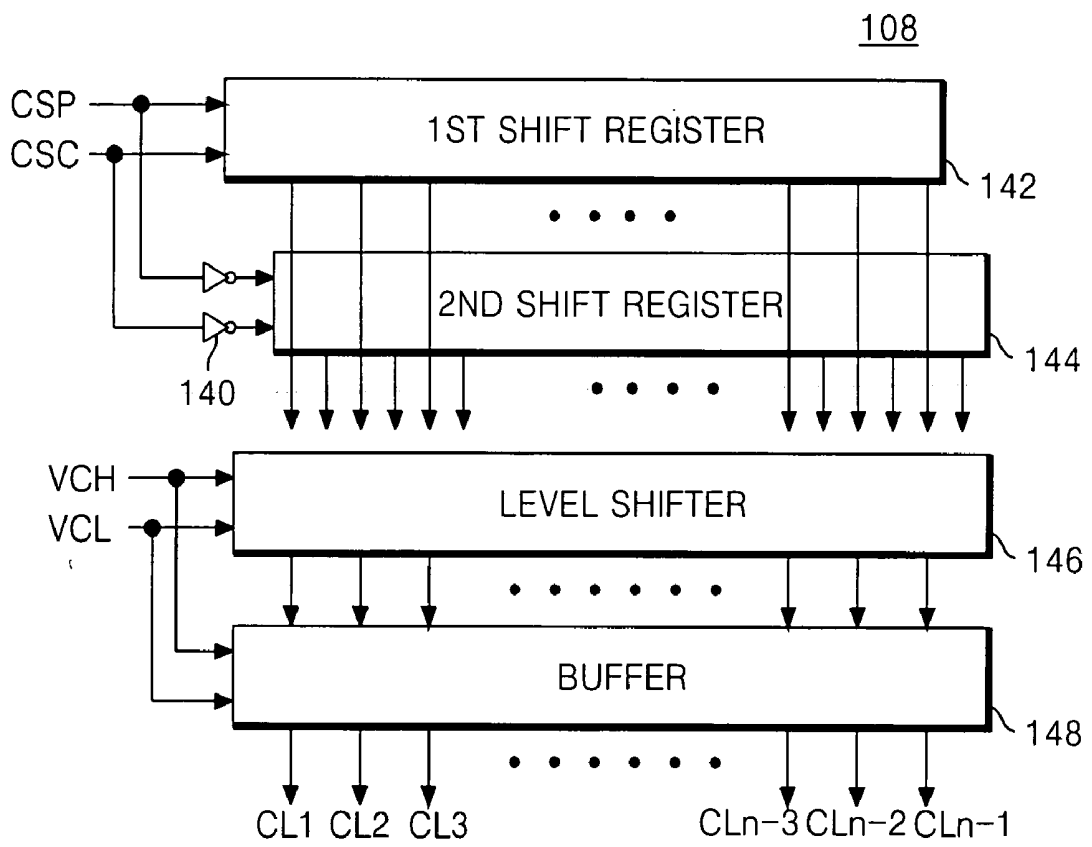 108
CSP
CSC
1ST SHIFT REGISTER
142
2ND SHIFT REGISTER
144
140
VCH
VCL
LEVEL SHIFTER
146
BUFFER
148
CL1 CL2 CL3 CLn-3 CLn-2 CLn-1